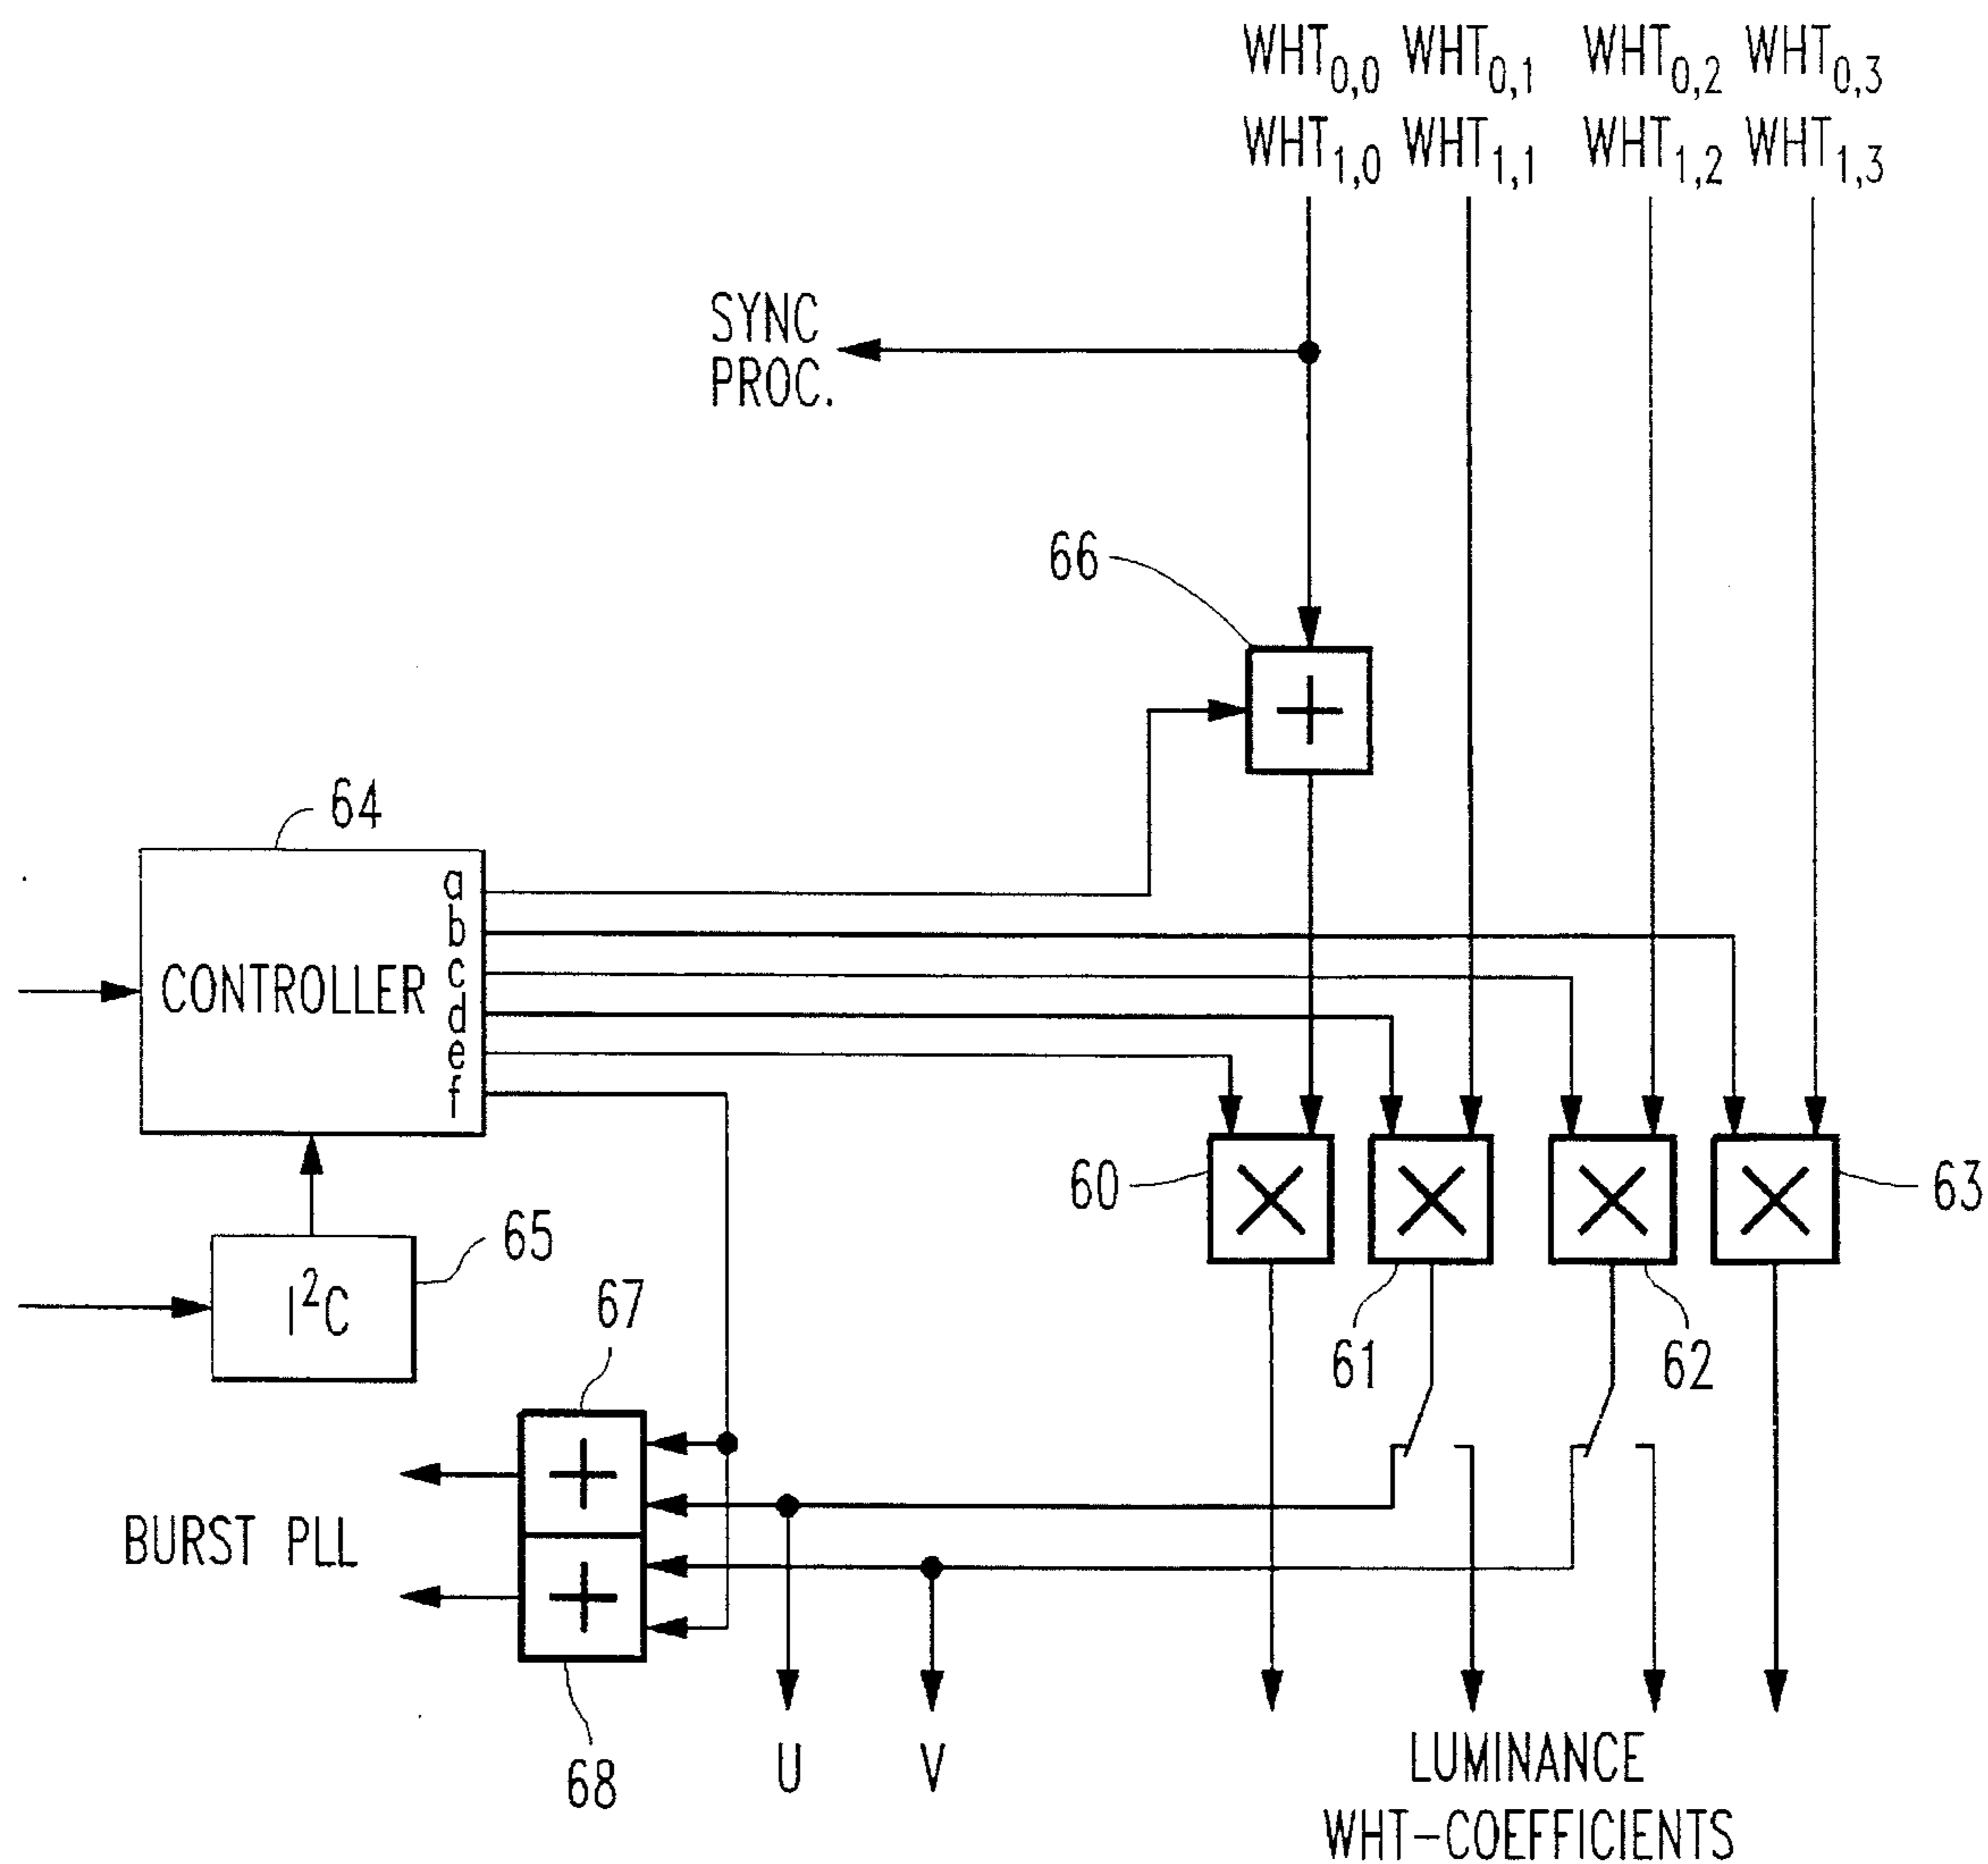 WHT0,0 WHT0,1 WHT0,2 WHT0,3
WHT1,0 WHT1,1 WHT1,2 WHT1,3
SYNC
PROC.
66
64
a
b
CONTROLLER
c
d
e
f
60
63
65
I²C
67
61
62
BURST PLL
68
U
V
LUMINANCE
WHT-COEFFICIENTS